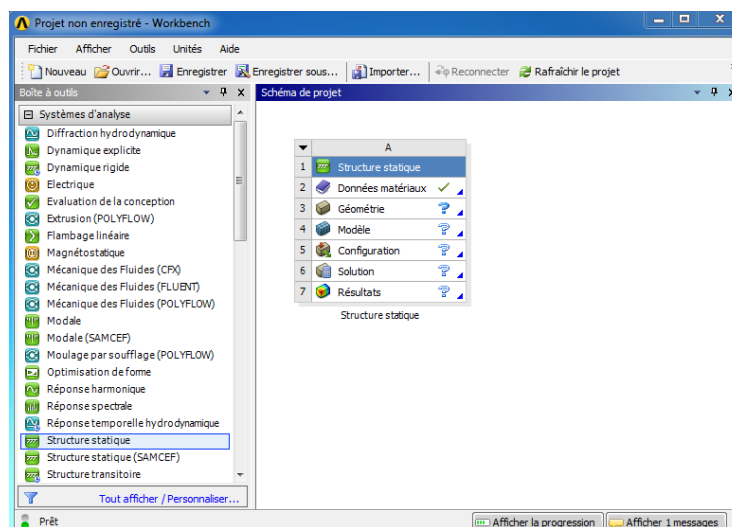 Projet non enregistré - Workbench
Fichier Afficher Outils Unités Aide
Nouveau Ouvrir... Enregistrer Enregistrer sous... Importer... Reconnecter Rafraîchir le projet
Boîte à outils
Schéma de projet
Systèmes d'analyse
Diffraction hydrodynamique
Dynamique explicite
Dynamique rigide
Electrique
Evaluation de la conception
Extrusion (POLYFLOW)
Flambage linéaire
Magnétostatique
Mécanique des Fluides (CFX)
Mécanique des Fluides (FLUENT)
Mécanique des Fluides (POLYFLOW)
Modale
Modale (SAMCEF)
Moulage par soufflage (POLYFLOW)
Optimisation de forme
Réponse harmonique
Réponse spectrale
Réponse temporelle hydrodynamique
Structure statique
Structure statique (SAMCEF)
Structure transitoire
Tout afficher / Personnaliser...
A
1 Structure statique
2 Données matériaux
3 Géométrie ?
4 Modèle ?
5 Configuration ?
6 Solution ?
7 Résultats ?
Structure statique
Prêt
Afficher la progression Afficher 1 messages